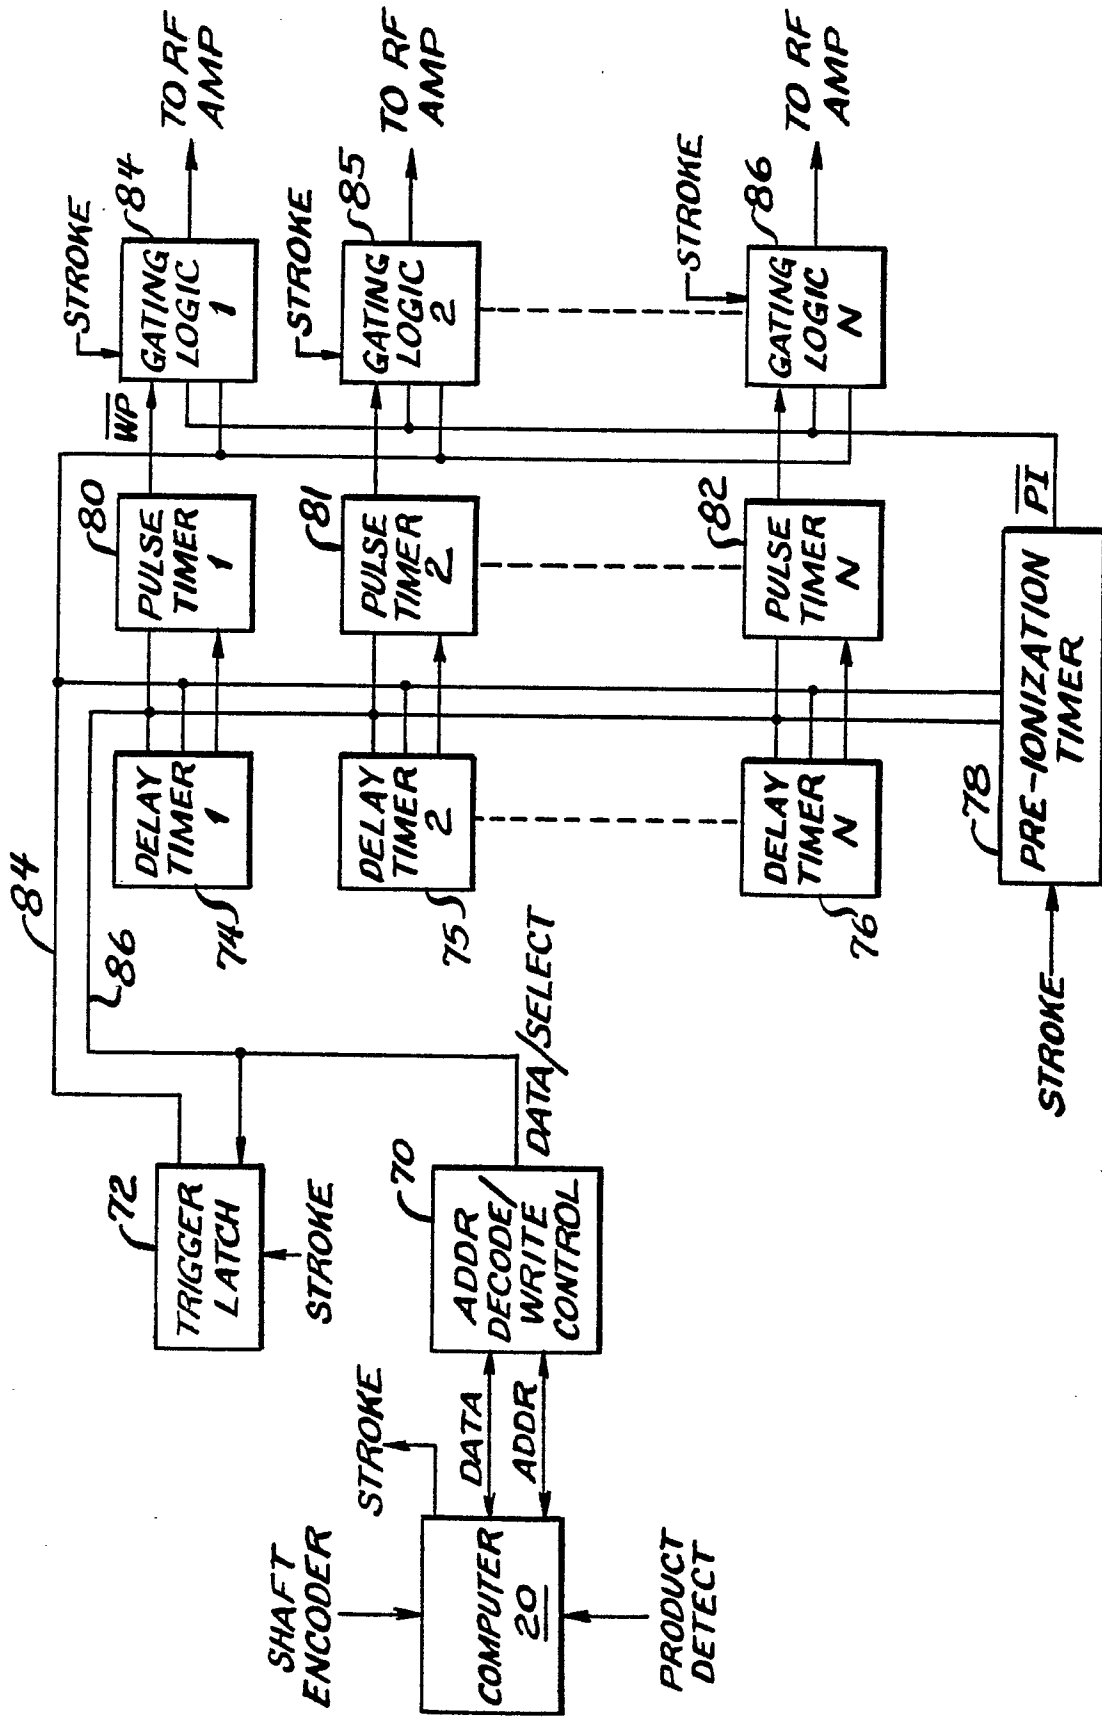 SHAFT
ENCODER
COMPUTER
20
PRODUCT
DETECT
STROKE
DATA
ADDR
72
TRIGGER
LATCH
STROKE
70
ADDR
DECODE/
WRITE
CONTROL
DATA/SELECT
84
86
DELAY
TIMER
1
74
DELAY
TIMER
2
75
DELAY
TIMER
N
76
STROKE
78
PRE-IONIZATION
TIMER
P̅I̅
80
PULSE
TIMER
1
81
PULSE
TIMER
2
82
PULSE
TIMER
N
W̅P̅
STROKE
GATING
LOGIC
1
84
TO RF
AMP
STROKE
GATING
LOGIC
2
85
TO RF
AMP
STROKE
GATING
LOGIC
N
86
TO RF
AMP